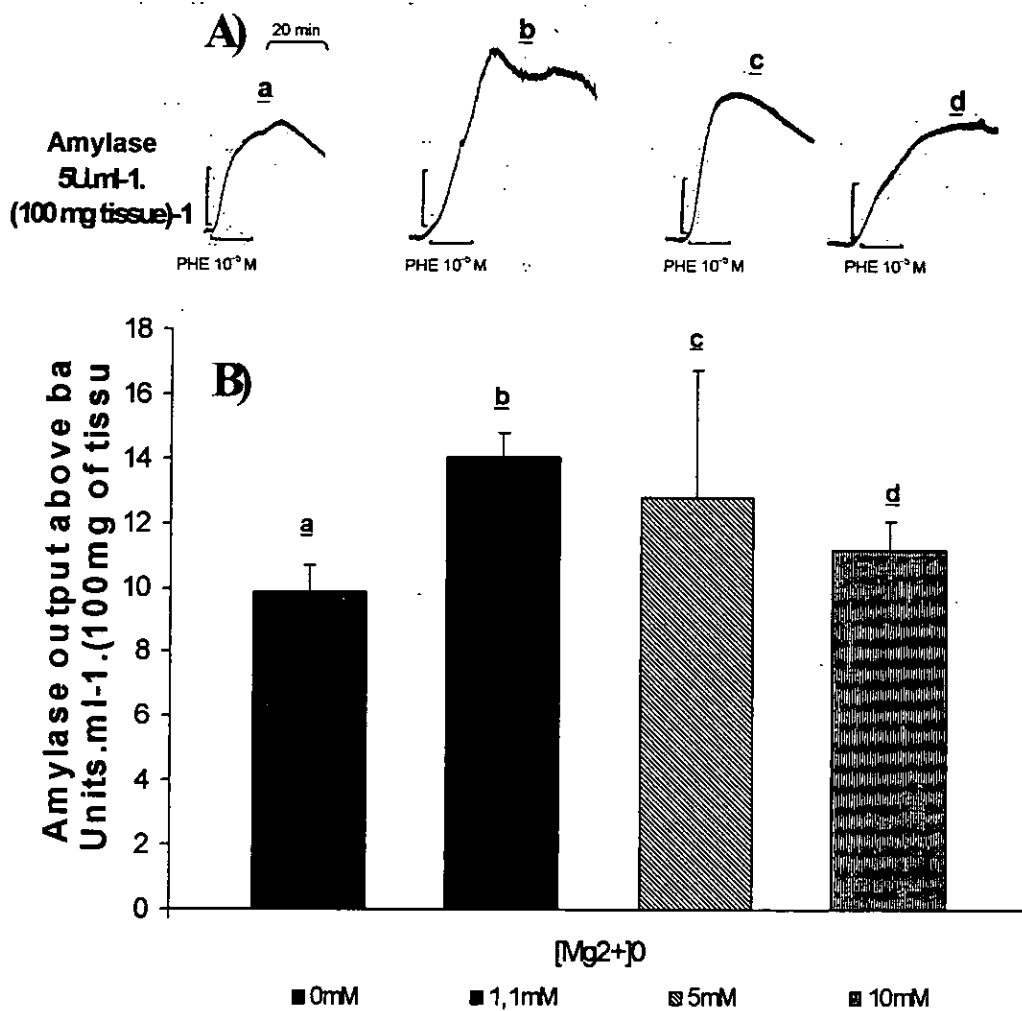 A)
20 min
a
b
c
d
Amylase
5U.ml-1.
(100 mg tissue)-1
PHE 10⁻⁵ M
PHE 10⁻⁵ M
PHE 10⁻⁵ M
PHE 10⁻⁵ M
B)
Amylase output above ba
Units.ml-1.(100mg of tissu
18
16
14
12
10
8
6
4
2
0
a
b
c
d
[Mg2+]0
0mM
1,1mM
5mM
10mM